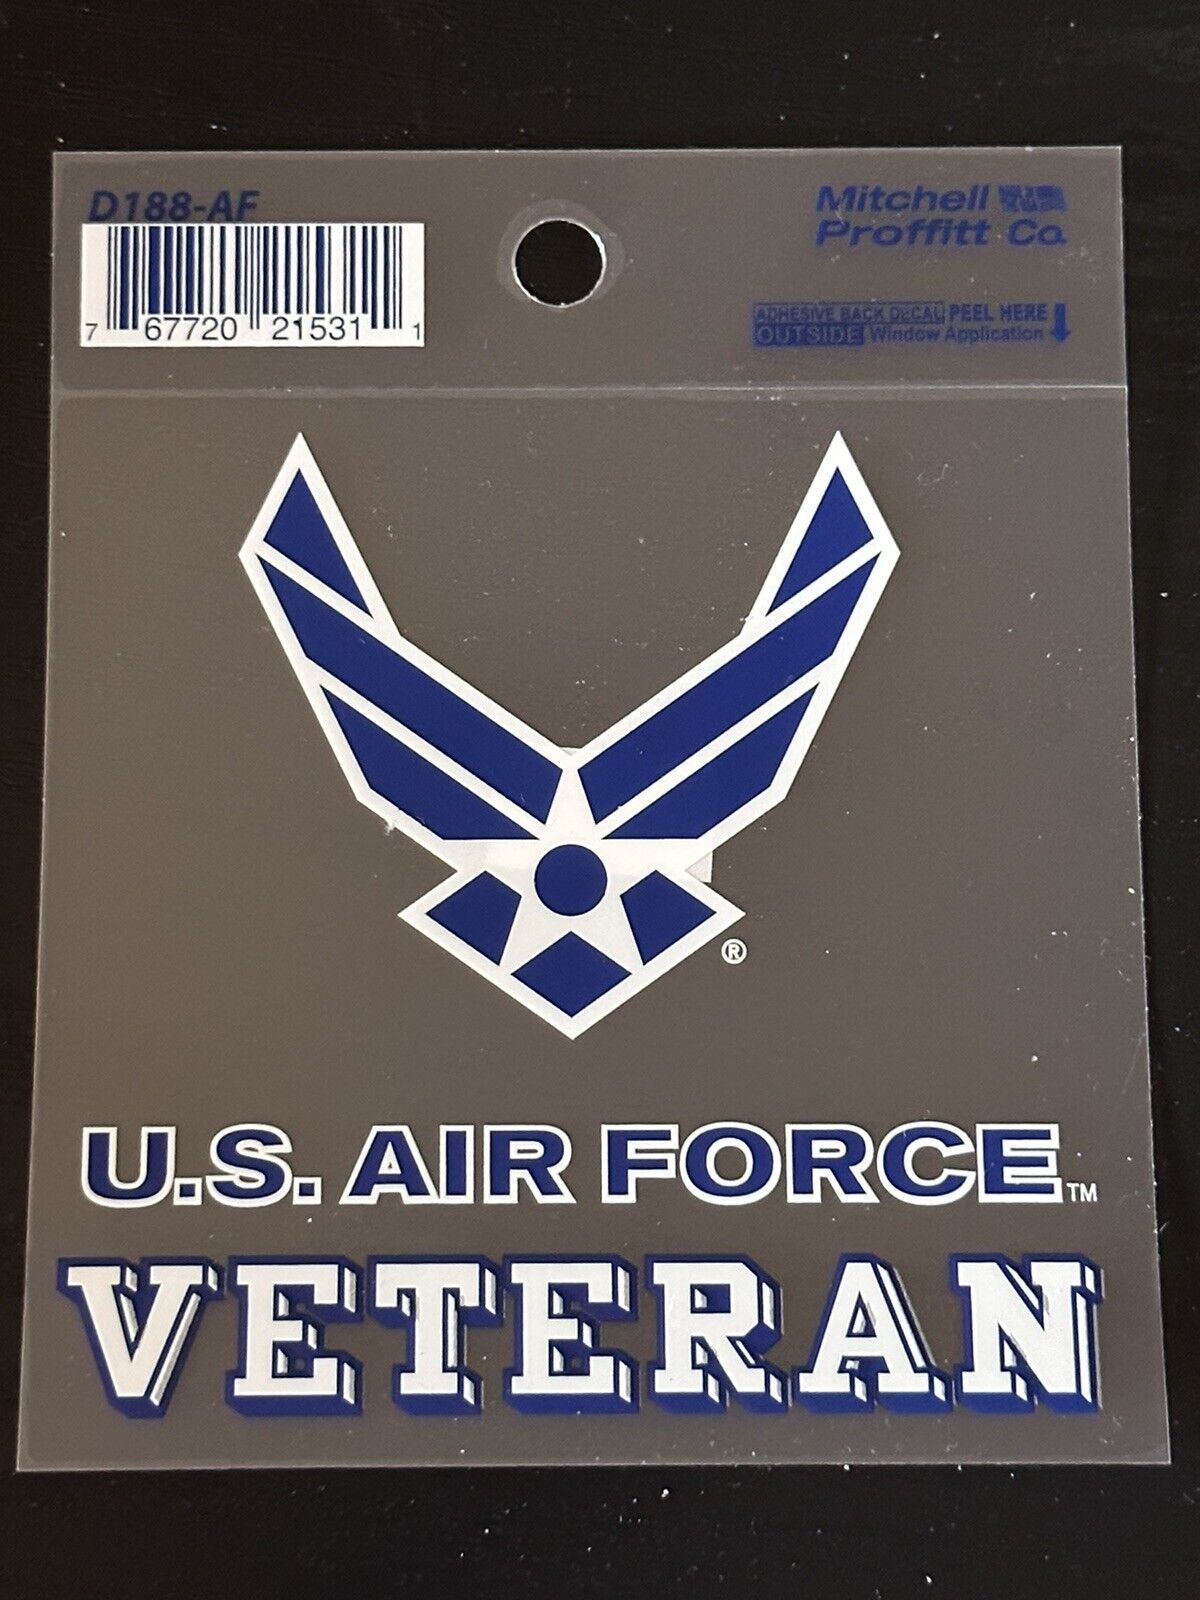 D188-AF
7 67720 21531 1
Mitchell
Proffitt Co.
ADHESIVE BACK DECAL PEEL HERE
OUTSIDE Window Application
®
U.S. AIR FORCE™
VETERAN